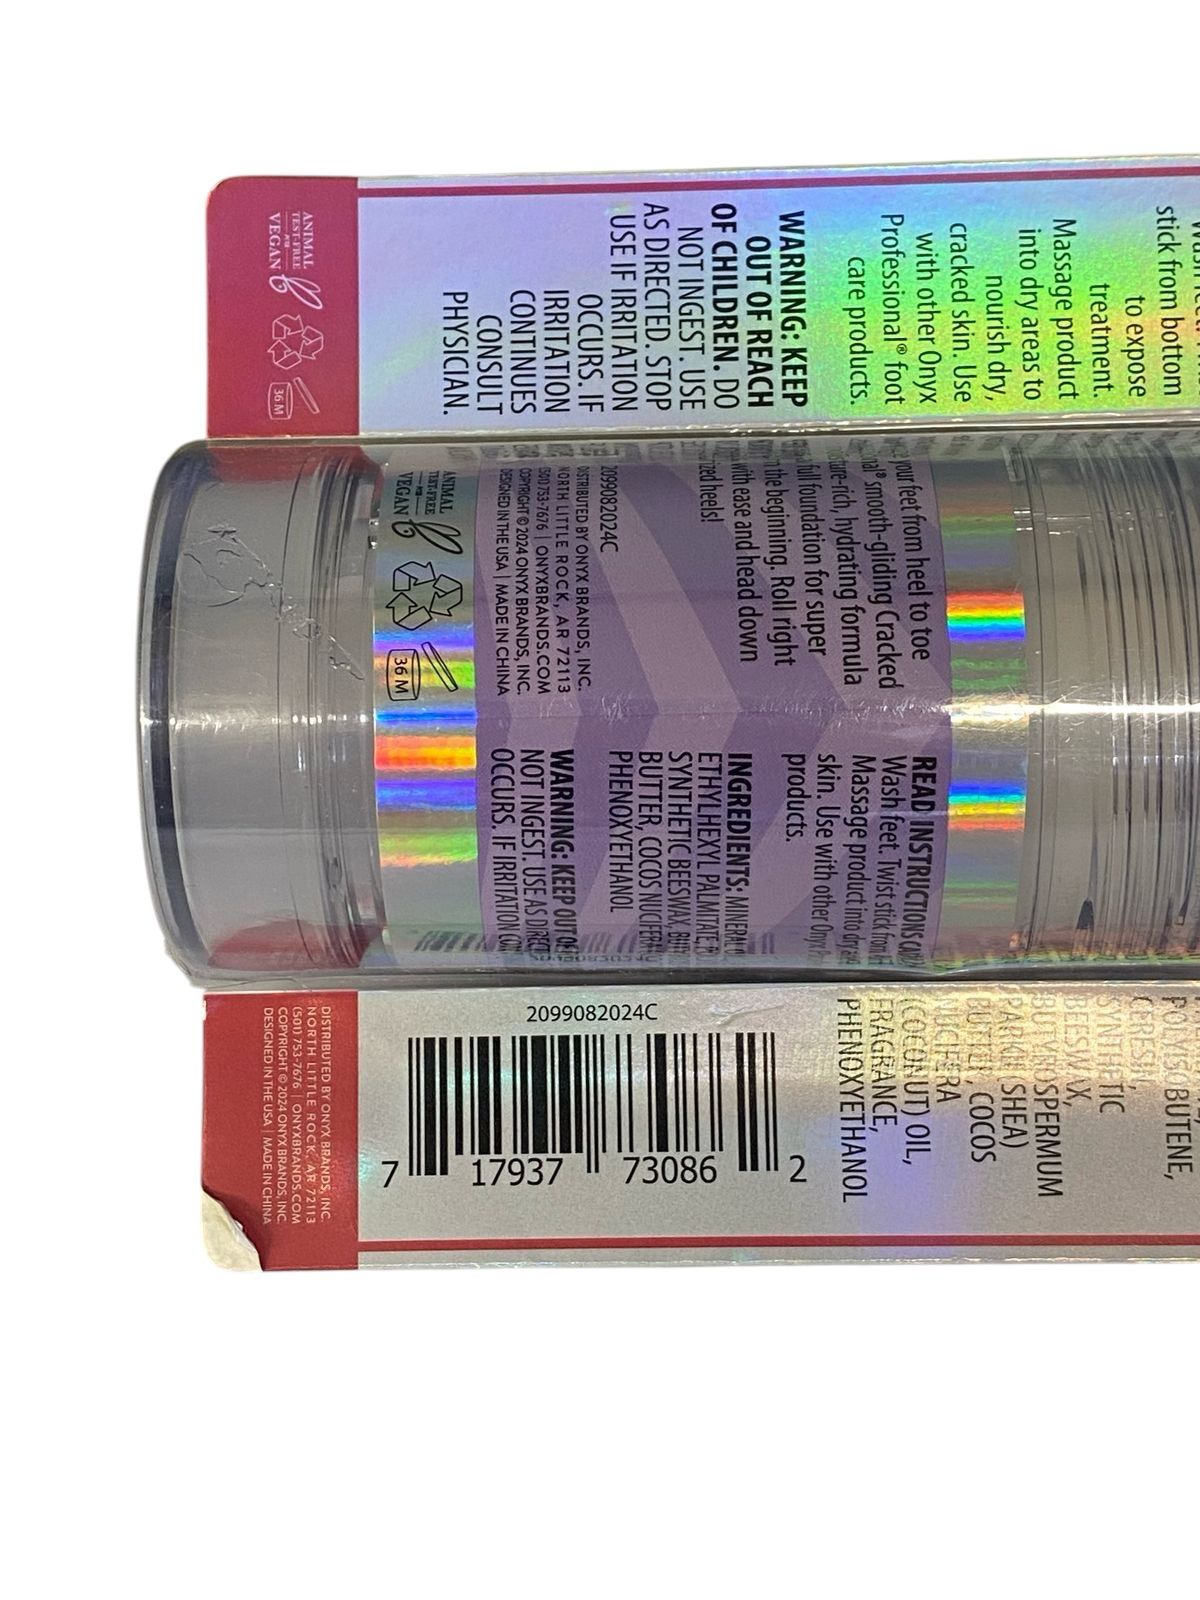 stick from bottom
to expose
treatment.
Massage product
into dry areas to
nourish dry,
cracked skin. Use
with other Onyx
Professional® foot
care products.
WARNING: KEEP
OUT OF REACH
OF CHILDREN. DO
NOT INGEST. USE
AS DIRECTED. STOP
USE IF IRRITATION
OCCURS. IF
IRRITATION
CONTINUES
CONSULT
PHYSICIAN.
ANIMAL
TEST-FREE
VEGAN
36 M
your feet from heel to toe
smooth-gliding Cracked
hydrating formula
full foundation for super
the beginning. Roll right
with ease and head down
heels!
2099082024C
DISTRIBUTED BY ONYX BRANDS, INC.
NORTH LITTLE ROCK, AR 72113
(501) 753-7676 | ONYXBRANDS.COM
COPYRIGHT © 2024 ONYX BRANDS, INC.
DESIGNED IN THE USA | MADE IN CHINA
ANIMAL
TEST-FREE
VEGAN
36 M
READ INSTRUCTIONS
Wash feet. Twist stick from
Massage product into
skin. Use with other Onyx
products.
INGREDIENTS: MINERAL
ETHYLHEXYL PALMITATE,
SYNTHETIC BEESWAX,
BUTTER, COCOS NUCIFERA
PHENOXYETHANOL
WARNING: KEEP OUT OF
NOT INGEST. USE AS
OCCURS. IF IRRITATION
BUTENE,
SYNTHETIC
BEESWAX,
BUTYROSPERMUM
PARKII (SHEA)
BUTTER, COCOS
NUCIFERA
(COCONUT) OIL,
FRAGRANCE,
PHENOXYETHANOL
2099082024C
7 17937 73086 2
DISTRIBUTED BY ONYX BRANDS, INC.
NORTH LITTLE ROCK, AR 72113
(501) 753-7676 | ONYXBRANDS.COM
COPYRIGHT © 2024 ONYX BRANDS, INC.
DESIGNED IN THE USA | MADE IN CHINA